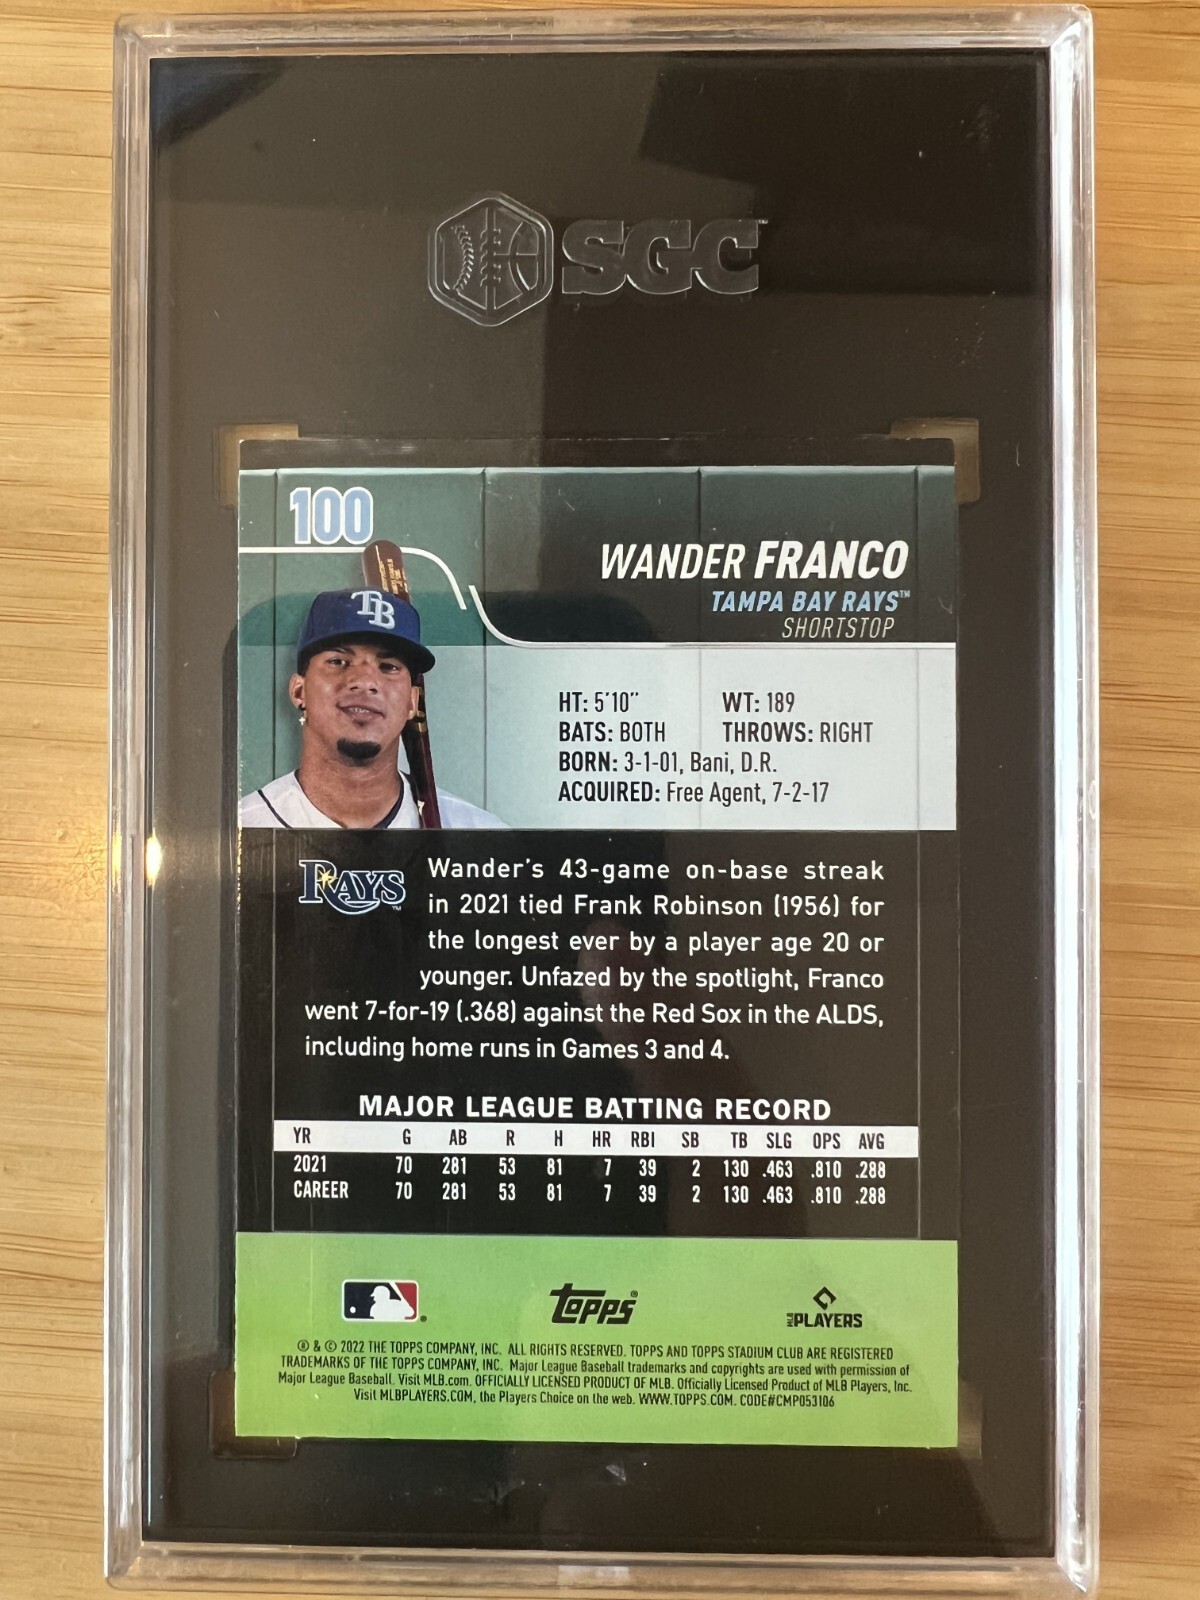 SGC™
100
WANDER FRANCO
TAMPA BAY RAYS™
SHORTSTOP
TB
HT: 5'10" WT: 189
BATS: BOTH THROWS: RIGHT
BORN: 3-1-01, Bani, D.R.
ACQUIRED: Free Agent, 7-2-17
RAYS™
Wander's 43-game on-base streak
in 2021 tied Frank Robinson (1956) for
the longest ever by a player age 20 or
younger. Unfazed by the spotlight, Franco
went 7-for-19 (.368) against the Red Sox in the ALDS,
including home runs in Games 3 and 4.
MAJOR LEAGUE BATTING RECORD
YR G AB R H HR RBI SB TB SLG OPS AVG
2021 70 281 53 81 7 39 2 130 .463 .810 .288
CAREER 70 281 53 81 7 39 2 130 .463 .810 .288
topps®
MLB PLAYERS
® & © 2022 THE TOPPS COMPANY, INC. ALL RIGHTS RESERVED. TOPPS AND TOPPS STADIUM CLUB ARE REGISTERED
TRADEMARKS OF THE TOPPS COMPANY, INC. Major League Baseball trademarks and copyrights are used with permission of
Major League Baseball. Visit MLB.com. OFFICIALLY LICENSED PRODUCT OF MLB. Officially Licensed Product of MLB Players, Inc.
Visit MLBPLAYERS.COM, the Players Choice on the web. WWW.TOPPS.COM. CODE#CMP053106